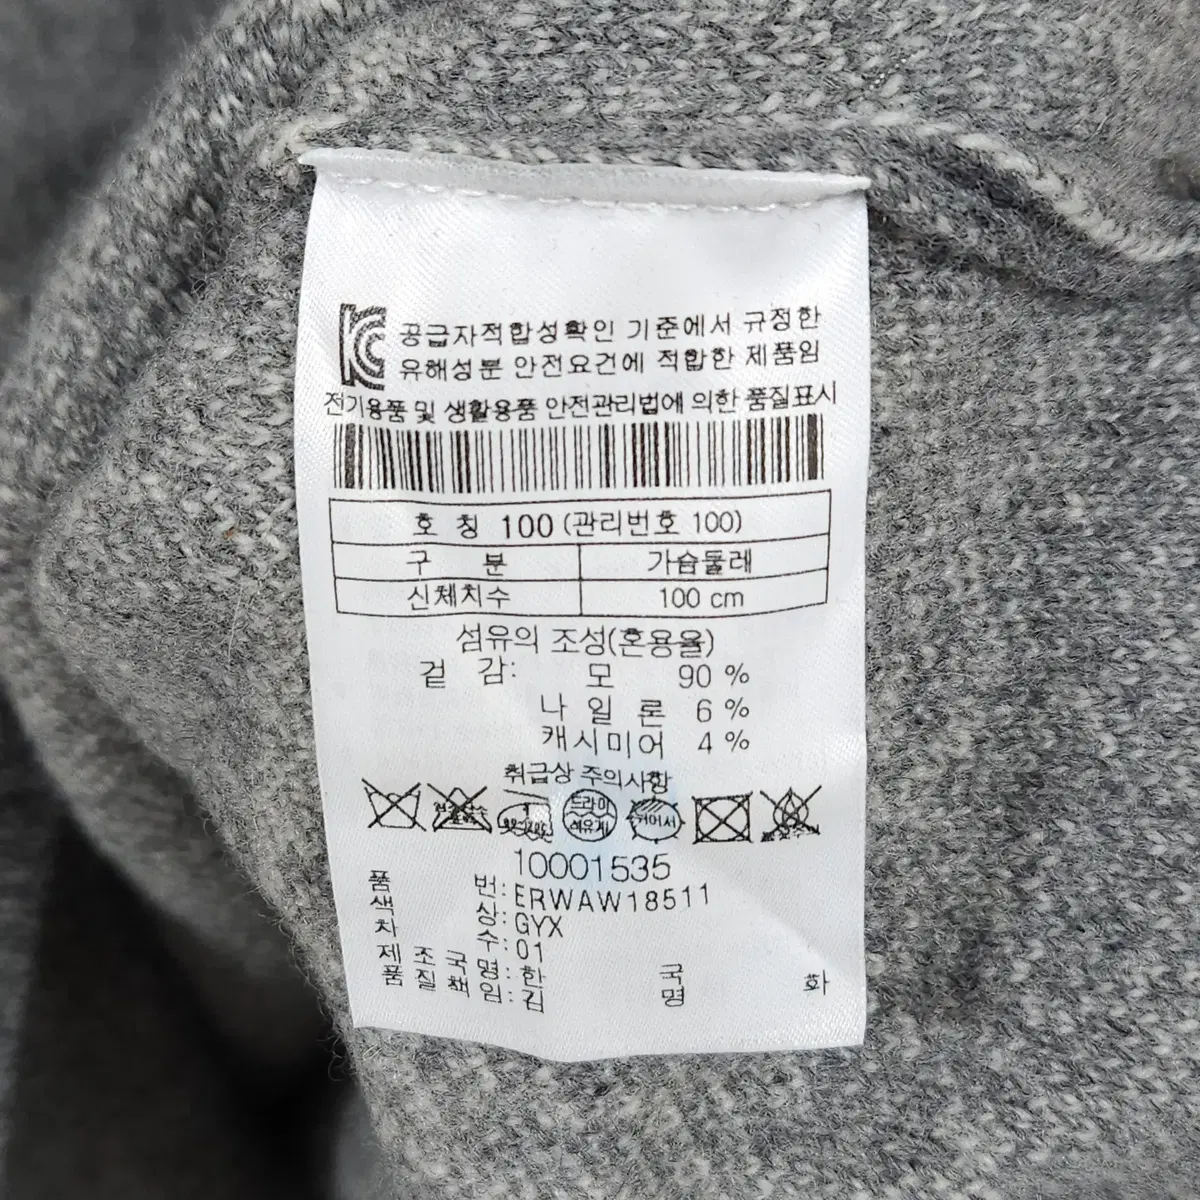 공급자적합성확인 기준에서 규정한
유해성분 안전요건에 적합한 제품임
전기용품 및 생활용품 안전관리법에 의한 품질표시
호 칭 100 (관리번호 100)
구 분 가슴둘레
신체치수 100 cm
섬유의 조성(혼용율)
겉 감: 모 90 %
나 일 론 6 %
캐시미어 4 %
취급상 주의사항
드라이
석유계
10001535
품 번: ERWAW18511
색 상: GYX
차 수: 01
제 조 국 명: 한 국
품 질 책 임: 김 명 화